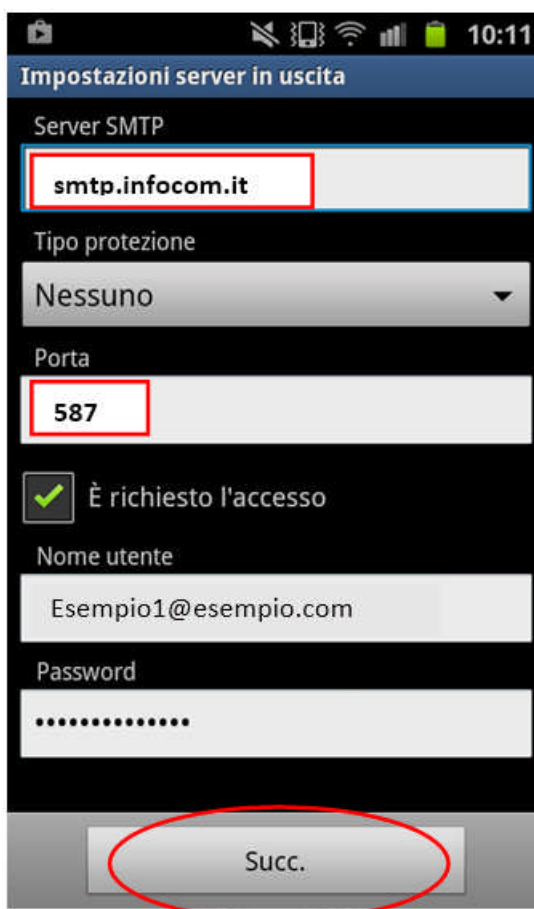 10:11
Impostazioni server in uscita
Server SMTP
smtp.infocom.it
Tipo protezione
Nessuno
Porta
587
È richiesto l'accesso
Nome utente
Esempio1@esempio.com
Password
••••••••••••••
Succ.